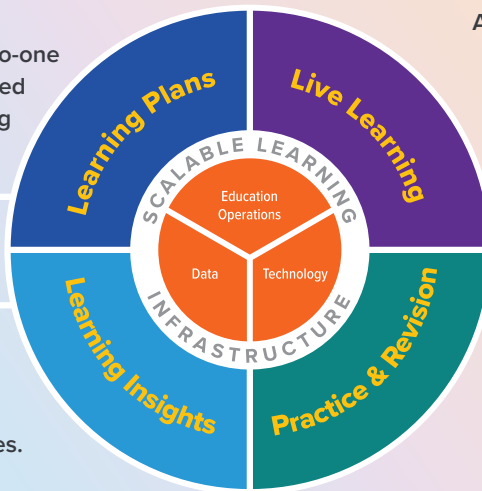 o-one
ed
g
A
Learning Plans
Live Learning
SCALABLE LEARNING
Education
Operations
Data
Technology
INFRASTRUCTURE
Learning Insights
Practice & Revision
es.